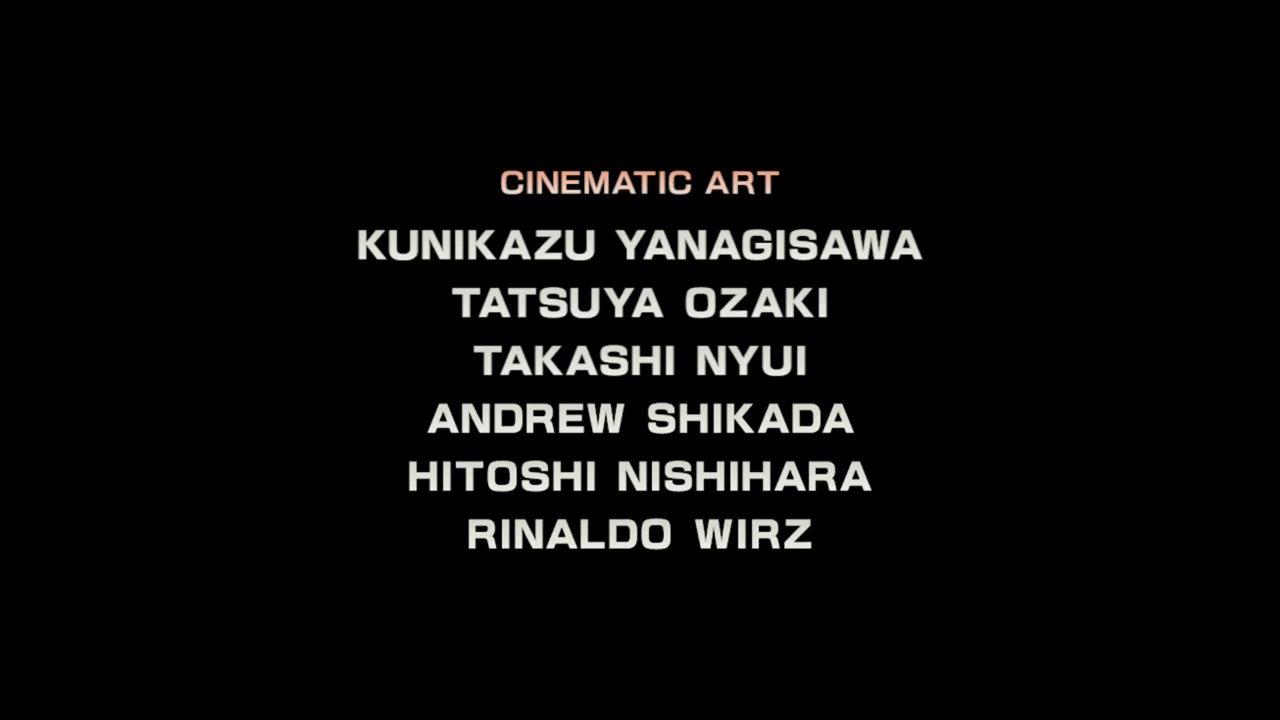 CINEMATIC ART
KUNIKAZU YANAGISAWA
TATSUYA OZAKI
TAKASHI NYUI
ANDREW SHIKADA
HITOSHI NISHIHARA
RINALDO WIRZ